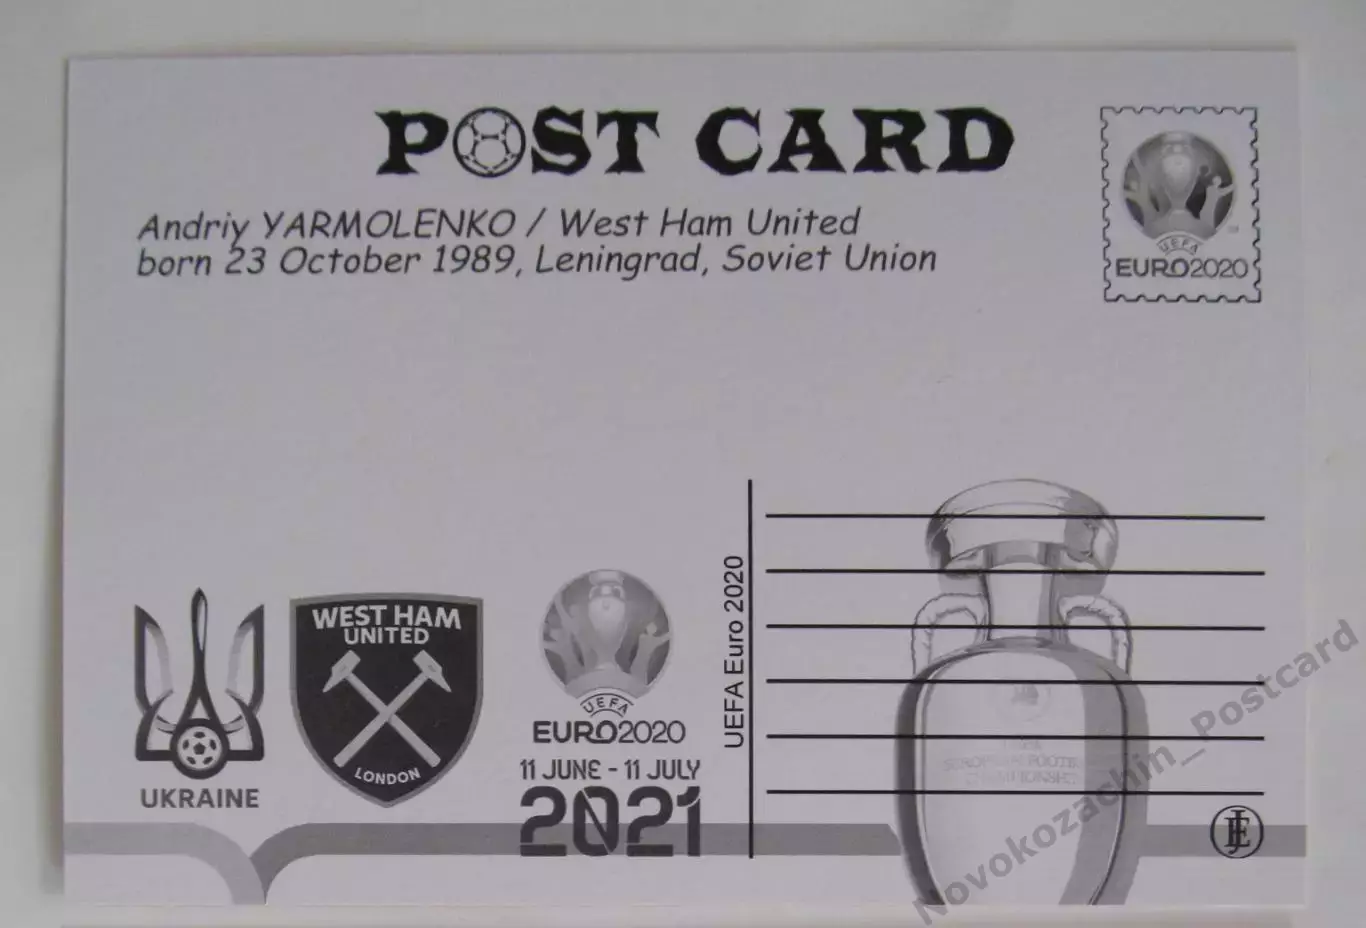 POST CARD
Andriy YARMOLENKO / West Ham United
born 23 October 1989, Leningrad, Soviet Union
UEFA
EURO2020
UKRAINE
WEST HAM
UNITED
LONDON
UEFA
EURO2020
11 JUNE - 11 JULY
2021
UEFA Euro 2020
Novokozachin_Postcard